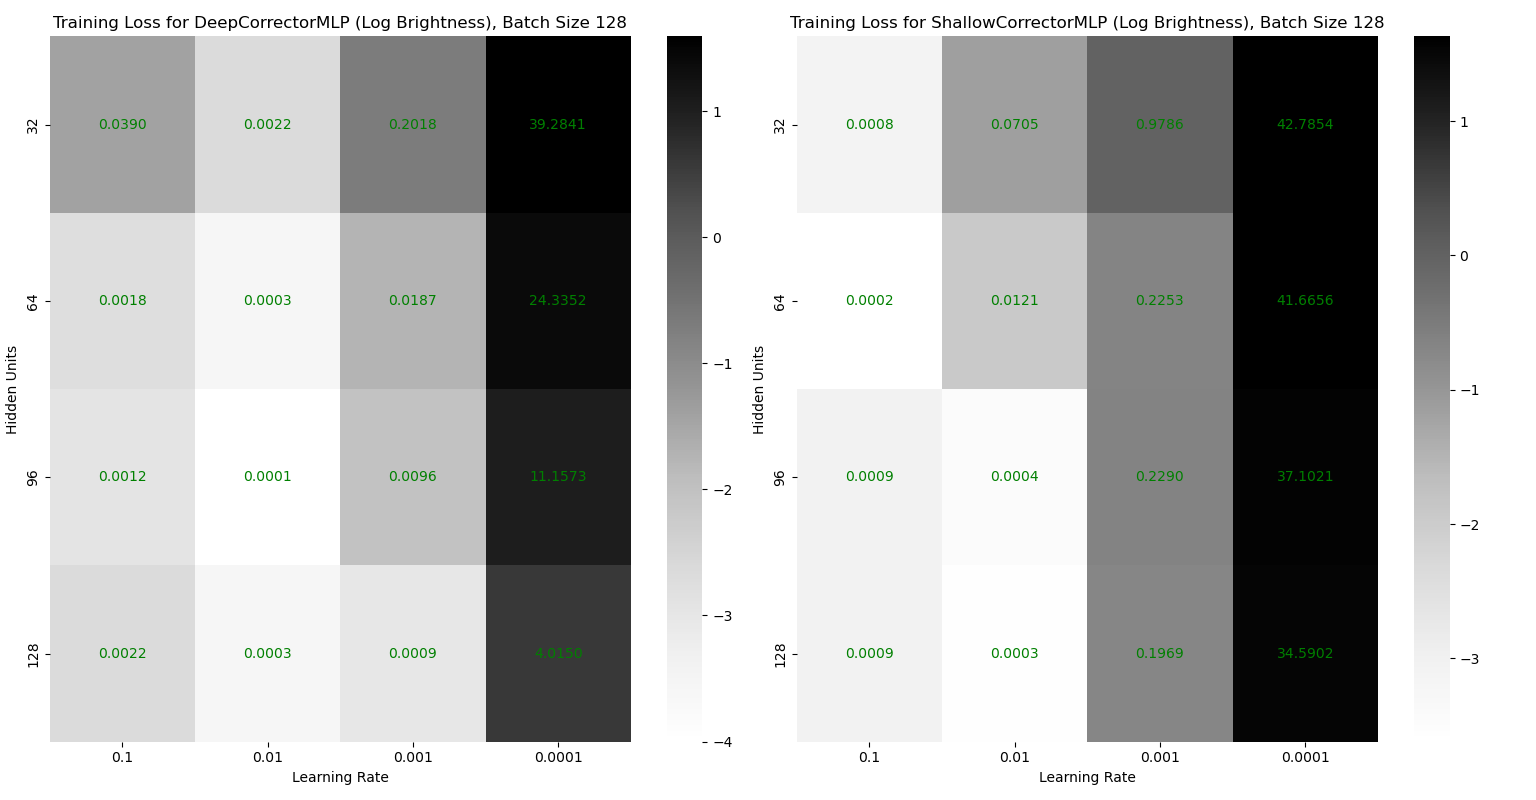 Training Loss for DeepCorrectorMLP (Log Brightness), Batch Size 128
Hidden Units
32
64
96
128
0.0390 0.0022 0.2018 39.2841
0.0018 0.0003 0.0187 24.3352
0.0012 0.0001 0.0096 11.1573
0.0022 0.0003 0.0009 4.0150
0.1 0.01 0.001 0.0001
Learning Rate
1
0
−1
−2
−3
−4
Training Loss for ShallowCorrectorMLP (Log Brightness), Batch Size 128
Hidden Units
32
64
96
128
0.0008 0.0705 0.9786 42.7854
0.0002 0.0121 0.2253 41.6656
0.0009 0.0004 0.2290 37.1021
0.0009 0.0003 0.1969 34.5902
0.1 0.01 0.001 0.0001
Learning Rate
1
0
−1
−2
−3